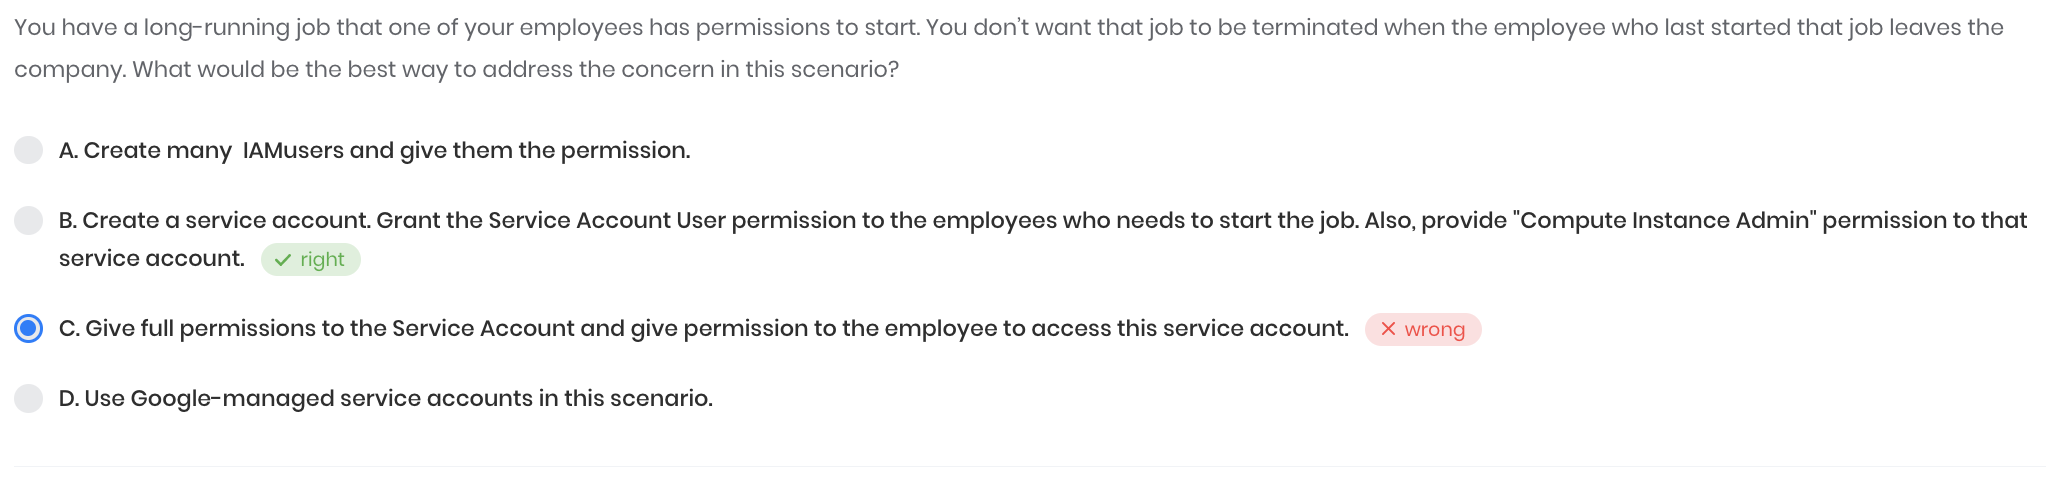 You have a long-running job that one of your employees has permissions to start. You don't want that job to be terminated when the employee who last started that job leaves the
company. What would be the best way to address the concern in this scenario?
A. Create many  IAMusers and give them the permission.
B. Create a service account. Grant the Service Account User permission to the employees who needs to start the job. Also, provide "Compute Instance Admin" permission to that
service account. right
C. Give full permissions to the Service Account and give permission to the employee to access this service account. wrong
D. Use Google-managed service accounts in this scenario.